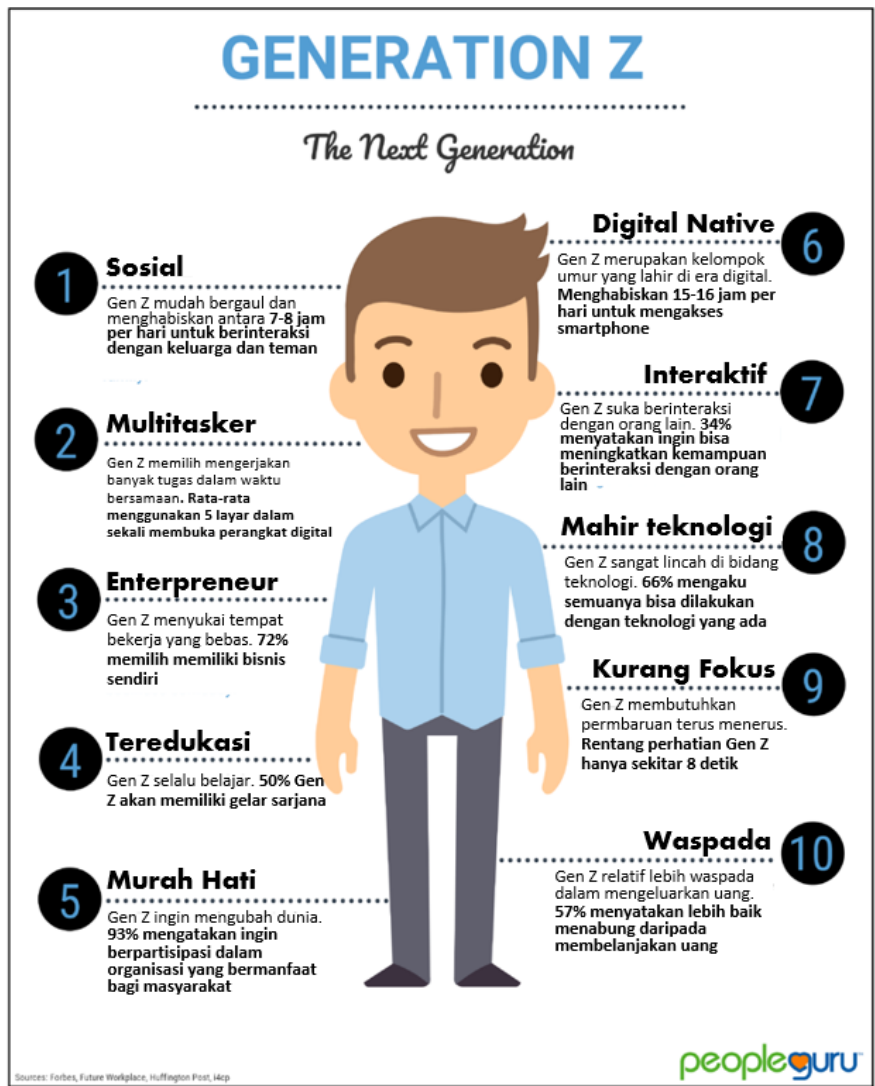 GENERATION Z
The Next Generation
1
Sosial
Gen Z mudah bergaul dan
menghabiskan antara 7-8 jam
per hari untuk berinteraksi
dengan keluarga dan teman
2
Multitasker
Gen Z memilih mengerjakan
banyak tugas dalam waktu
bersamaan. Rata-rata
menggunakan 5 layar dalam
sekali membuka perangkat digital
3
Enterpreneur
Gen Z menyukai tempat
bekerja yang bebas. 72%
memilih memiliki bisnis
sendiri
4
Teredukasi
Gen Z selalu belajar. 50% Gen
Z akan memiliki gelar sarjana
5
Murah Hati
Gen Z ingin mengubah dunia.
93% mengatakan ingin
berpartisipasi dalam
organisasi yang bermanfaat
bagi masyarakat
Digital Native
6
Gen Z merupakan kelompok
umur yang lahir di era digital.
Menghabiskan 15-16 jam per
hari untuk mengakses
smartphone
Interaktif
7
Gen Z suka berinteraksi
dengan orang lain. 34%
menyatakan ingin bisa
meningkatkan kemampuan
berinteraksi dengan orang
lain
Mahir teknologi
8
Gen Z sangat lincah di bidang
teknologi. 66% mengaku
semuanya bisa dilakukan
dengan teknologi yang ada
Kurang Fokus
9
Gen Z membutuhkan
permbaruan terus menerus.
Rentang perhatian Gen Z
hanya sekitar 8 detik
Waspada
10
Gen Z relatif lebih waspada
dalam mengeluarkan uang.
57% menyatakan lebih baik
menabung daripada
membelanjakan uang
Sources: Forbes, Future Workplace, Huffington Post, i4cp
peopleguru